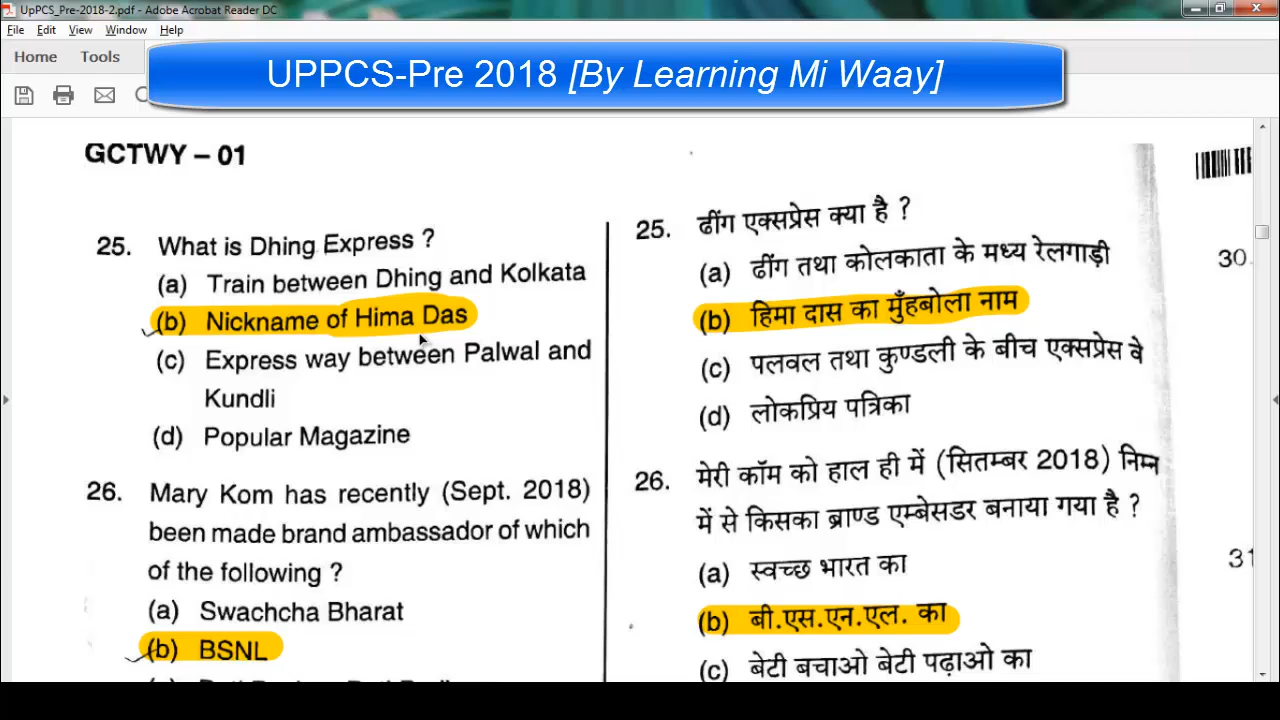 UpPCS_Pre-2018-2.pdf - Adobe Acrobat Reader DC
File Edit View Window Help
Home Tools
UPPCS-Pre 2018 [By Learning Mi Waay]
GCTWY – 01
25. What is Dhing Express ?
(a) Train between Dhing and Kolkata
(b) Nickname of Hima Das
(c) Express way between Palwal and
Kundli
(d) Popular Magazine
26. Mary Kom has recently (Sept. 2018)
been made brand ambassador of which
of the following ?
(a) Swachcha Bharat
(b) BSNL
25. ढींग एक्सप्रेस क्या है ?
(a) ढींग तथा कोलकाता के मध्य रेलगाड़ी
(b) हिमा दास का मुँहबोला नाम
(c) पलवल तथा कुण्डली के बीच एक्सप्रेस वे
(d) लोकप्रिय पत्रिका
26. मेरी कॉम को हाल ही में (सितम्बर 2018) निम्न
में से किसका ब्राण्ड एम्बेसडर बनाया गया है ?
(a) स्वच्छ भारत का
(b) बी.एस.एन.एल. का
(c) बेटी बचाओ बेटी पढ़ाओ का
30.
31